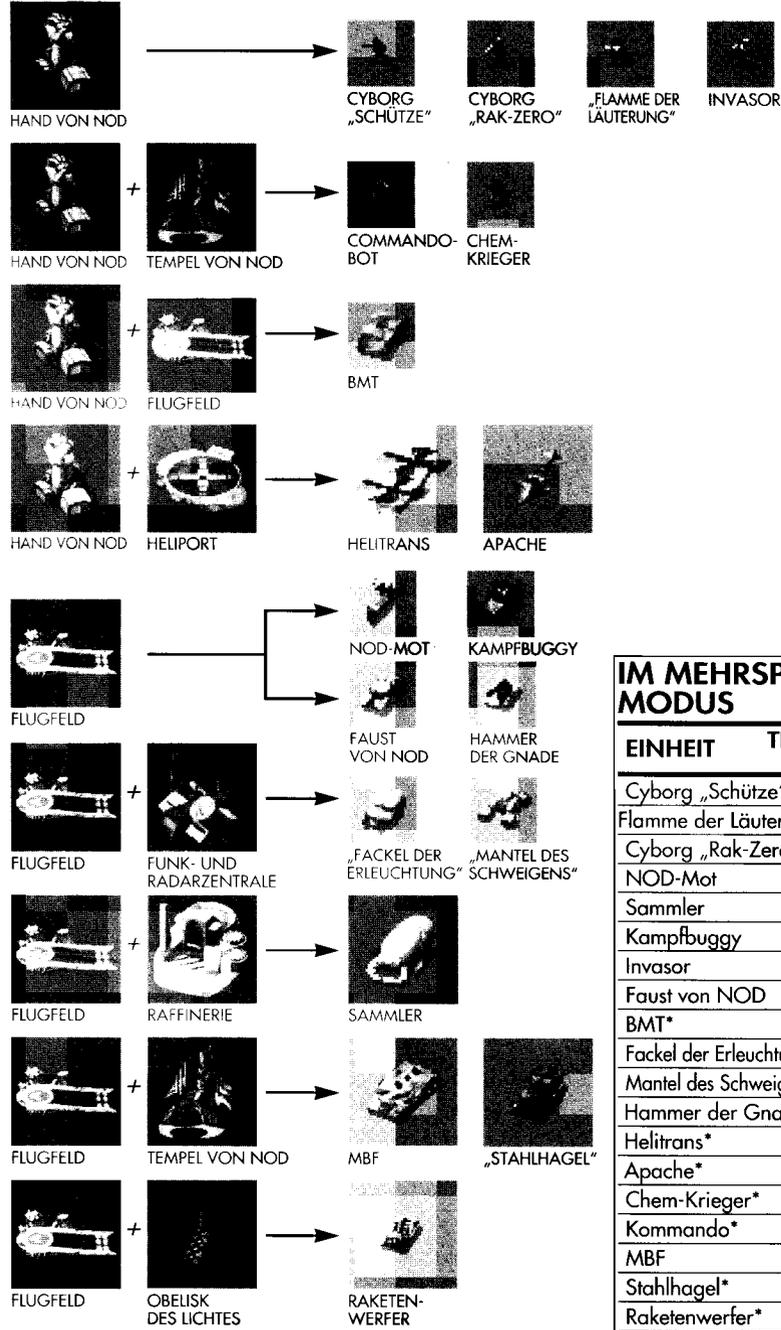 HAND VON NOD
CYBORG „SCHÜTZE"
CYBORG „RAK-ZERO"
„FLAMME DER LÄUTERUNG"
INVASOR
HAND VON NOD
+
TEMPEL VON NOD
COMMANDO-BOT
CHEM-KRIEGER
HAND VON NOD
+
FLUGFELD
BMT
HAND VON NOD
+
HELIPORT
HELITRANS
APACHE
FLUGFELD
NOD-MOT
KAMPFBUGGY
FAUST VON NOD
HAMMER DER GNADE
FLUGFELD
+
FUNK- UND RADARZENTRALE
„FACKEL DER ERLEUCHTUNG"
„MANTEL DES SCHWEIGENS"
FLUGFELD
+
RAFFINERIE
SAMMLER
FLUGFELD
+
TEMPEL VON NOD
MBF
„STAHLHAGEL"
FLUGFELD
+
OBELISK DES LICHTES
RAKETEN-WERFER
IM MEHRSP
MODUS
EINHEIT
Cyborg „Schütze"
Flamme der Läuter
Cyborg „Rak-Zero
NOD-Mot
Sammler
Kampfbuggy
Invasor
Faust von NOD
BMT*
Fackel der Erleucht
Mantel des Schweig
Hammer der Gna
Helitrans*
Apache*
Chem-Krieger*
Kommando*
MBF
Stahlhagel*
Raketenwerfer*